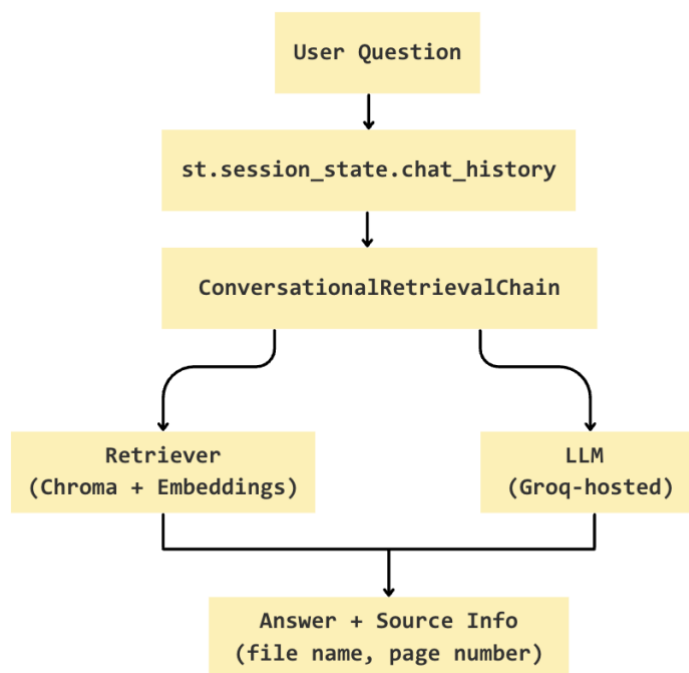 User Question
st.session_state.chat_history
ConversationalRetrievalChain
Retriever
(Chroma + Embeddings)
LLM
(Groq-hosted)
Answer + Source Info
(file name, page number)